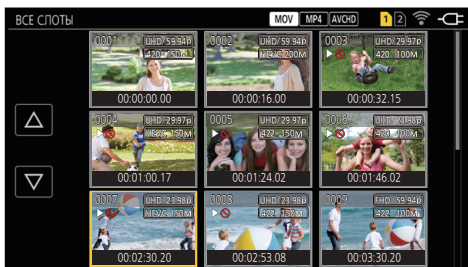 ВСЕ СЛОТЫ MOV MP4 AVCHD 1 2
0001 UHD/59.94p
420 150M
00:00:00.00
0002 UHD/59.94p
HEVC 200M
00:00:16.00
0003 UHD/29.97p
420 100M
00:00:32.15
0004 UHD/29.97p
HEVC 150M
00:01:00.17
0005 UHD/29.97p
422 150M
00:01:24.02
0006 UHD/23.98p
00:01:46.02
0007 UHD/23.98p
HEVC 150M
00:02:30.20
0008 UHD/23.98p
422 150M
00:02:53.08
0009 FHD/59.94p
422 100M
00:03:30.20